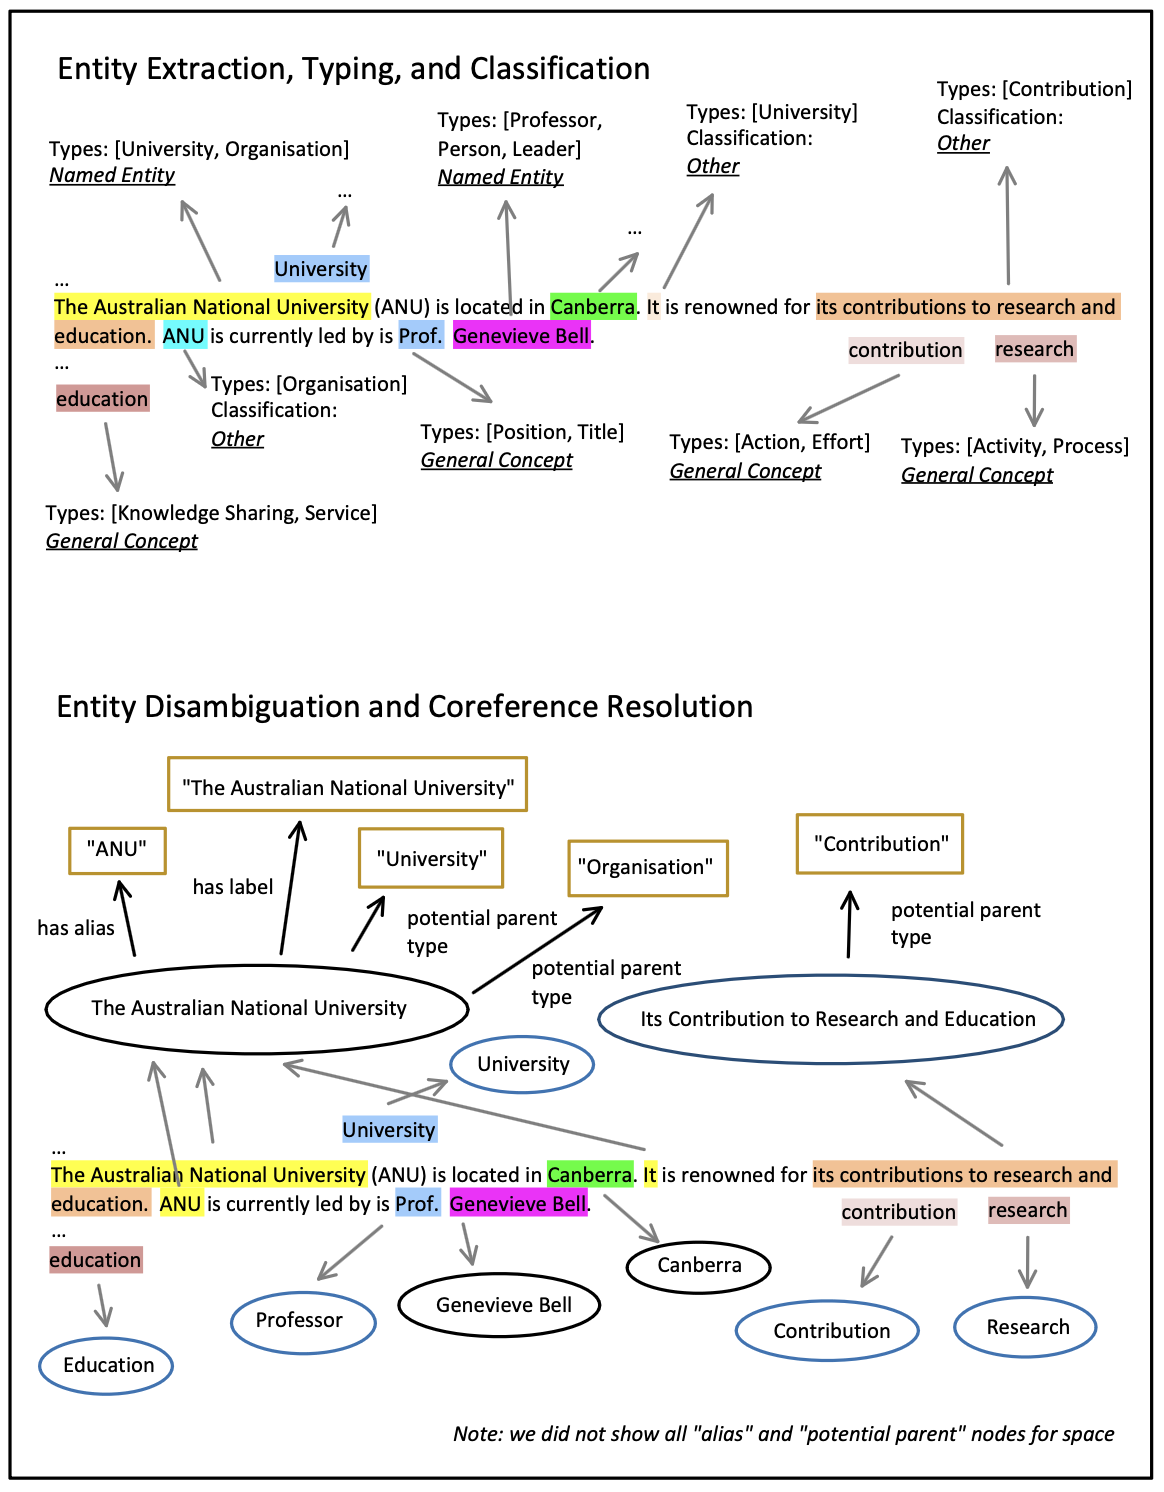 Entity Extraction, Typing, and Classification
Types: [University, Organisation]
Named Entity
...
Types: [Professor,
Person, Leader]
Named Entity
...
Types: [University]
Classification:
Other
Types: [Contribution]
Classification:
Other
University
...
The Australian National University (ANU) is located in Canberra. It is renowned for its contributions to research and
education. ANU is currently led by is Prof. Genevieve Bell.
...
contribution
research
education
Types: [Organisation]
Classification:
Other
Types: [Position, Title]
General Concept
Types: [Action, Effort]
General Concept
Types: [Activity, Process]
General Concept
Types: [Knowledge Sharing, Service]
General Concept
Entity Disambiguation and Coreference Resolution
"The Australian National University"
"ANU"
"University"
"Organisation"
"Contribution"
has alias
has label
potential parent
type
potential parent
type
potential parent
type
The Australian National University
Its Contribution to Research and Education
University
University
...
The Australian National University (ANU) is located in Canberra. It is renowned for its contributions to research and
education. ANU is currently led by is Prof. Genevieve Bell.
...
contribution
research
education
Canberra
Genevieve Bell
Professor
Contribution
Research
Education
Note: we did not show all "alias" and "potential parent" nodes for space